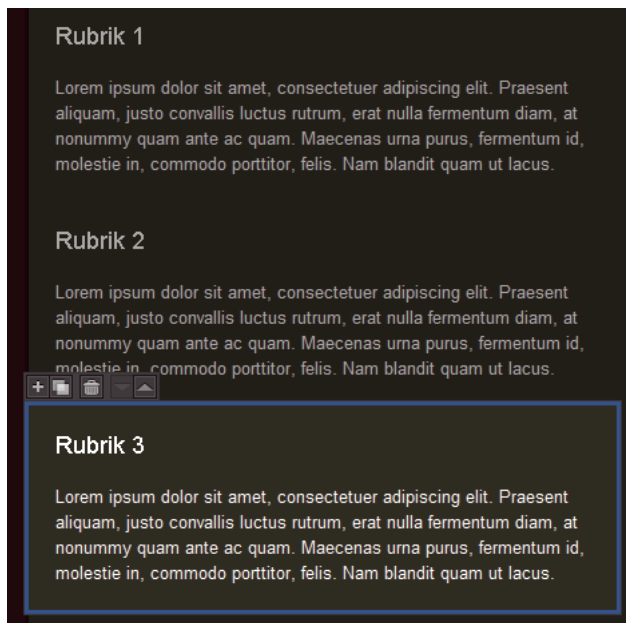 Rubrik 1
Lorem ipsum dolor sit amet, consectetuer adipiscing elit. Praesent
aliquam, justo convallis luctus rutrum, erat nulla fermentum diam, at
nonummy quam ante ac quam. Maecenas urna purus, fermentum id,
molestie in, commodo porttitor, felis. Nam blandit quam ut lacus.
Rubrik 2
Lorem ipsum dolor sit amet, consectetuer adipiscing elit. Praesent
aliquam, justo convallis luctus rutrum, erat nulla fermentum diam, at
nonummy quam ante ac quam. Maecenas urna purus, fermentum id,
molestie in, commodo porttitor, felis. Nam blandit quam ut lacus.
Rubrik 3
Lorem ipsum dolor sit amet, consectetuer adipiscing elit. Praesent
aliquam, justo convallis luctus rutrum, erat nulla fermentum diam, at
nonummy quam ante ac quam. Maecenas urna purus, fermentum id,
molestie in, commodo porttitor, felis. Nam blandit quam ut lacus.